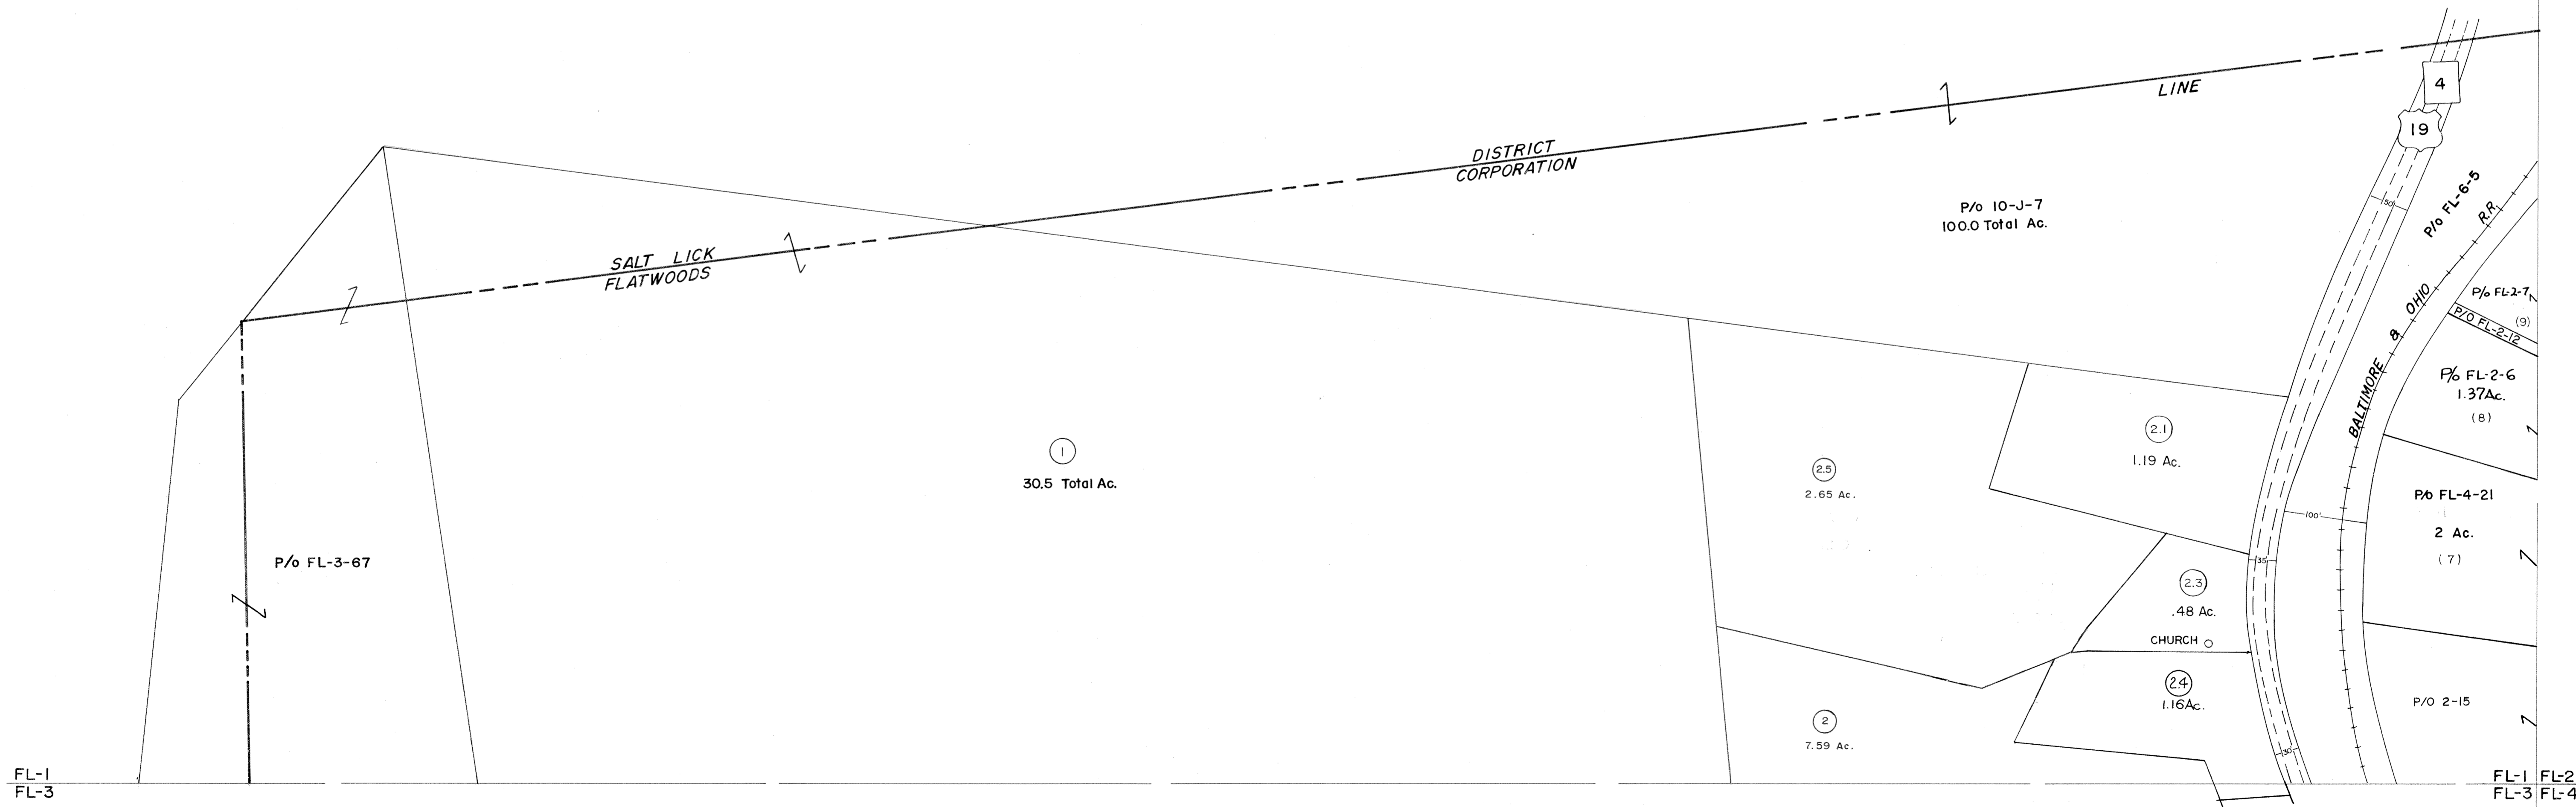 4
LINE
19
DISTRICT
CORPORATION
P/o FL-6-5
P/o 10-J-7
100.0 Total Ac.
50'
R.R.
SALT LICK
FLATWOODS
P/o FL-2-7
(9)
P/O FL-2-12
BALTIMORE & OHIO
P/o FL-2-6
1.37Ac.
(8)
2.1
1.19 Ac.
1
30.5 Total Ac.
2.5
2.65 Ac.
P/o FL-4-21
2 Ac.
(7)
100'
35'
P/o FL-3-67
2.3
.48 Ac.
CHURCH
2.4
1.16Ac.
P/O 2-15
2
7.59 Ac.
30'
FL-1
FL-3
FL-1 FL-2
FL-3 FL-4